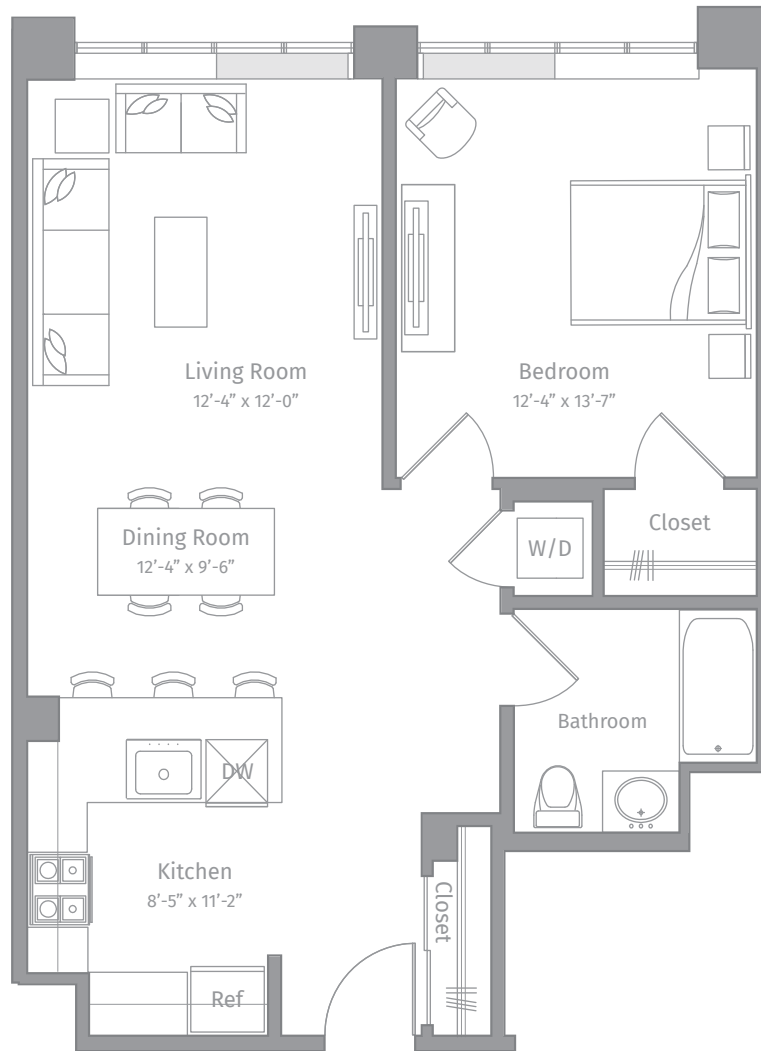 Living Room
12’-4” x 12’-0”
Bedroom
12’-4” x 13’-7”
Dining Room
12’-4” x 9’-6”
W/D
Closet
Bathroom
DW
Kitchen
8’-5” x 11’-2”
Closet
Ref